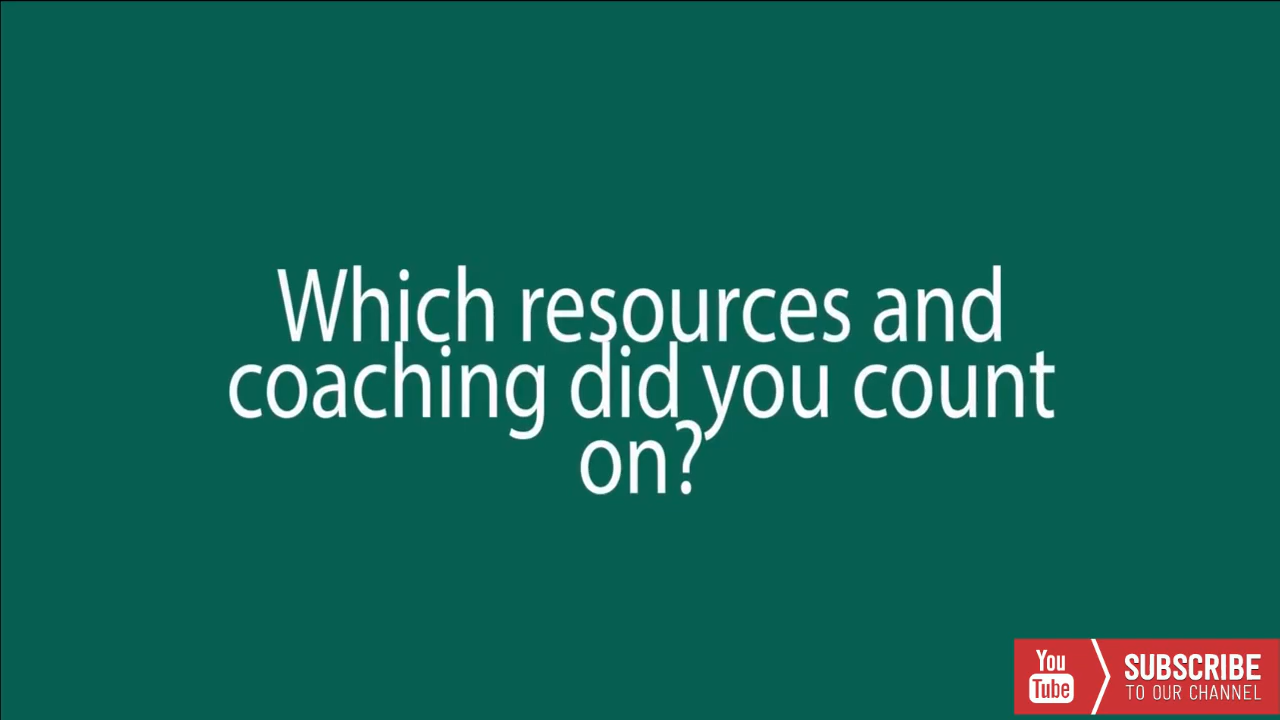 Which resources and
coaching did you count
on?
You
Tube
SUBSCRIBE
TO OUR CHANNEL